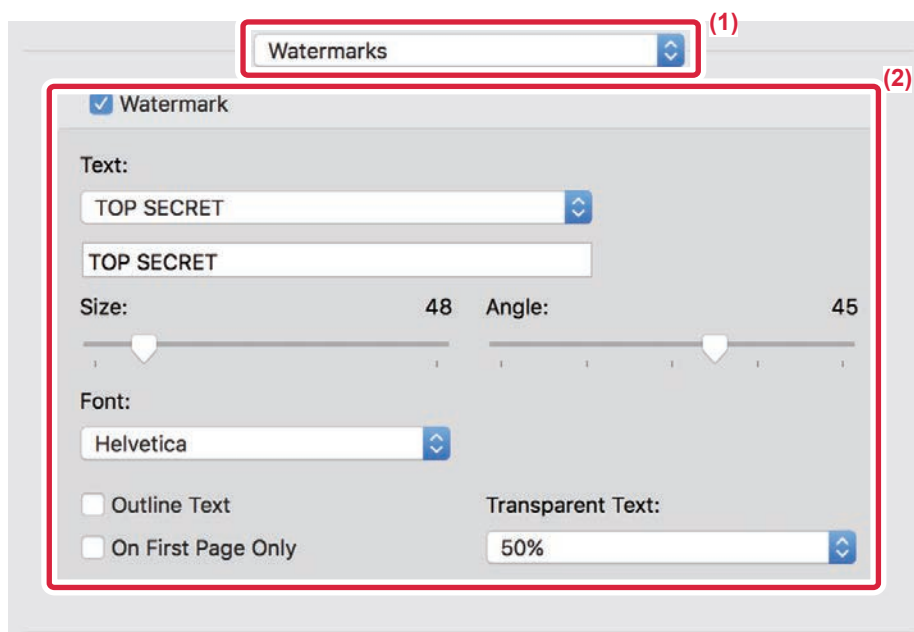 (1)
Watermarks
(2)
Watermark
Text:
TOP SECRET
TOP SECRET
Size: 48 Angle: 45
Font:
Helvetica
Outline Text Transparent Text:
On First Page Only 50%